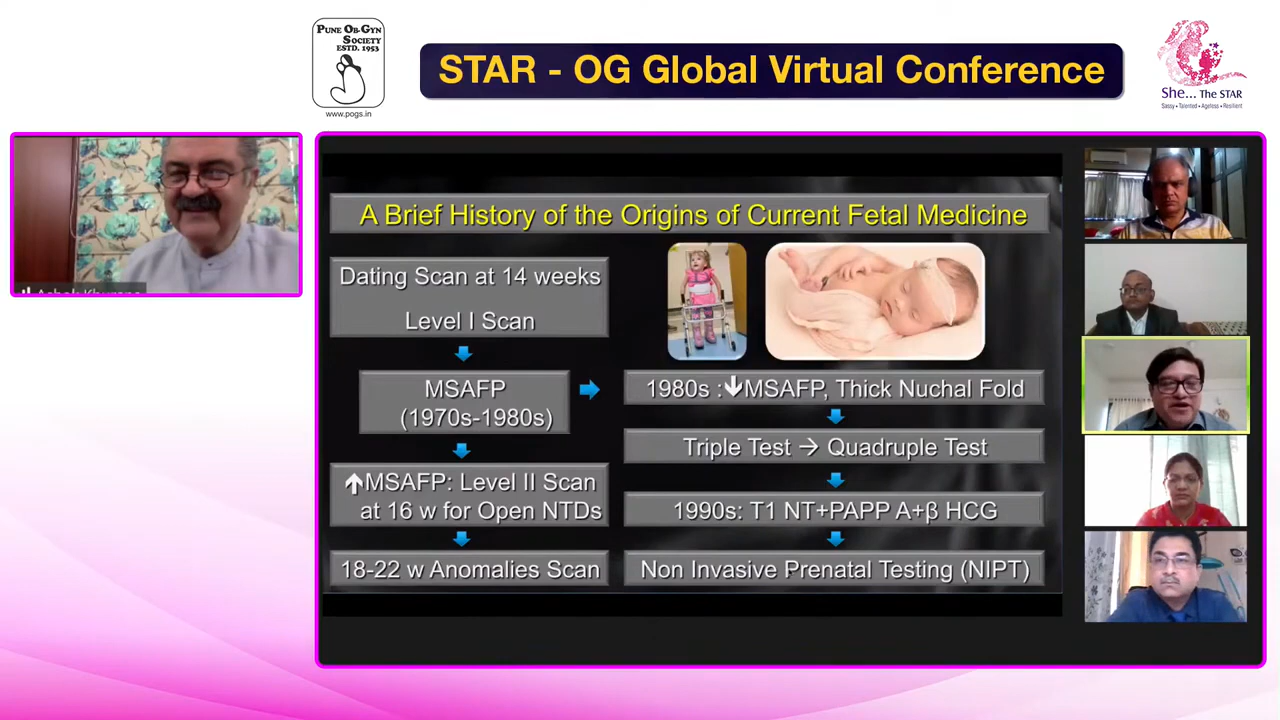 PUNE OB-GYN
SOCIETY
ESTD. 1953
www.pogs.in
STAR - OG Global Virtual Conference
She... THE STAR
Sassy • Talented • Ageless • Resilient
A Brief History of the Origins of Current Fetal Medicine
Dating Scan at 14 weeks
Level I Scan
MSAFP
(1970s-1980s)
↑MSAFP: Level II Scan
at 16 w for Open NTDs
18-22 w Anomalies Scan
1980s :↓MSAFP, Thick Nuchal Fold
Triple Test → Quadruple Test
1990s: T1 NT+PAPP A+β HCG
Non Invasive Prenatal Testing (NIPT)